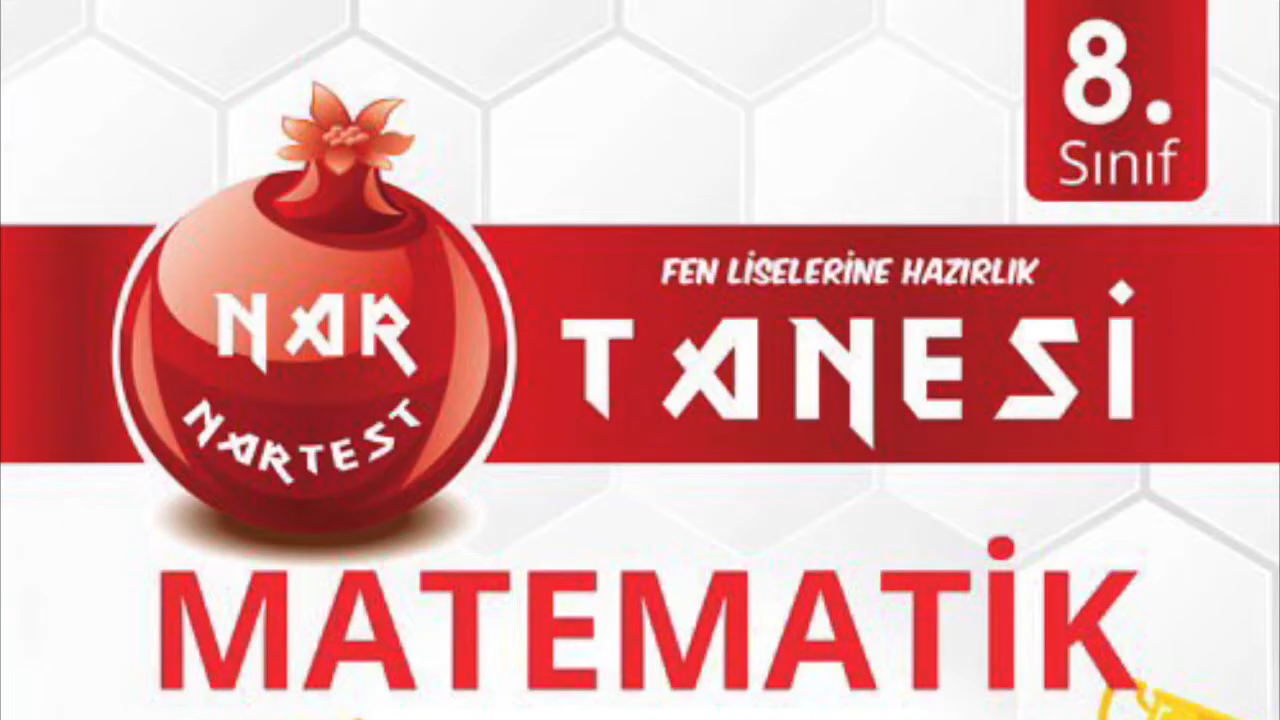 8.
Sınıf
FEN LİSELERİNE HAZIRLIK
NAR TANESİ
NARTEST
MATEMATİK